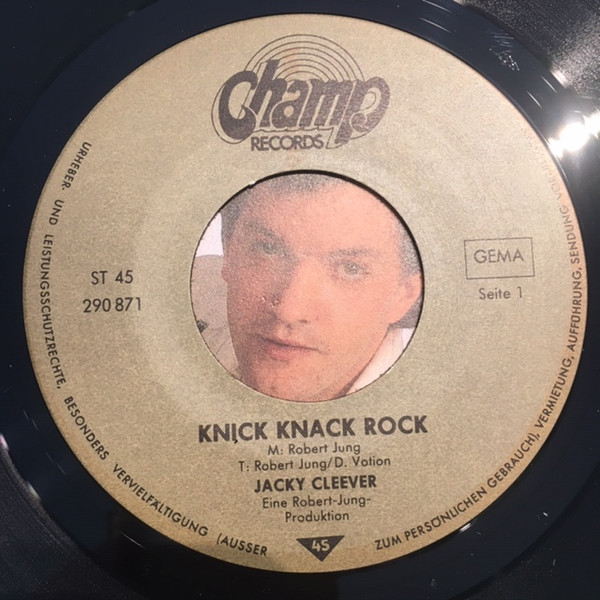 Champ
RECORDS
ST 45
290 871
GEMA
Seite 1
KNICK KNACK ROCK
M: Robert Jung
T: Robert Jung/D. Vation
JACKY CLEEVER
Eine Robert-Jung-
Produktion
45
URHEBER- UND LEISTUNGSSCHUTZRECHTE, BESONDERS VERVIELFÄLTIGUNG (AUSSER ZUM PERSÖNLICHEN GEBRAUCH), VERMIETUNG, AUFFÜHRUNG, SENDUNG